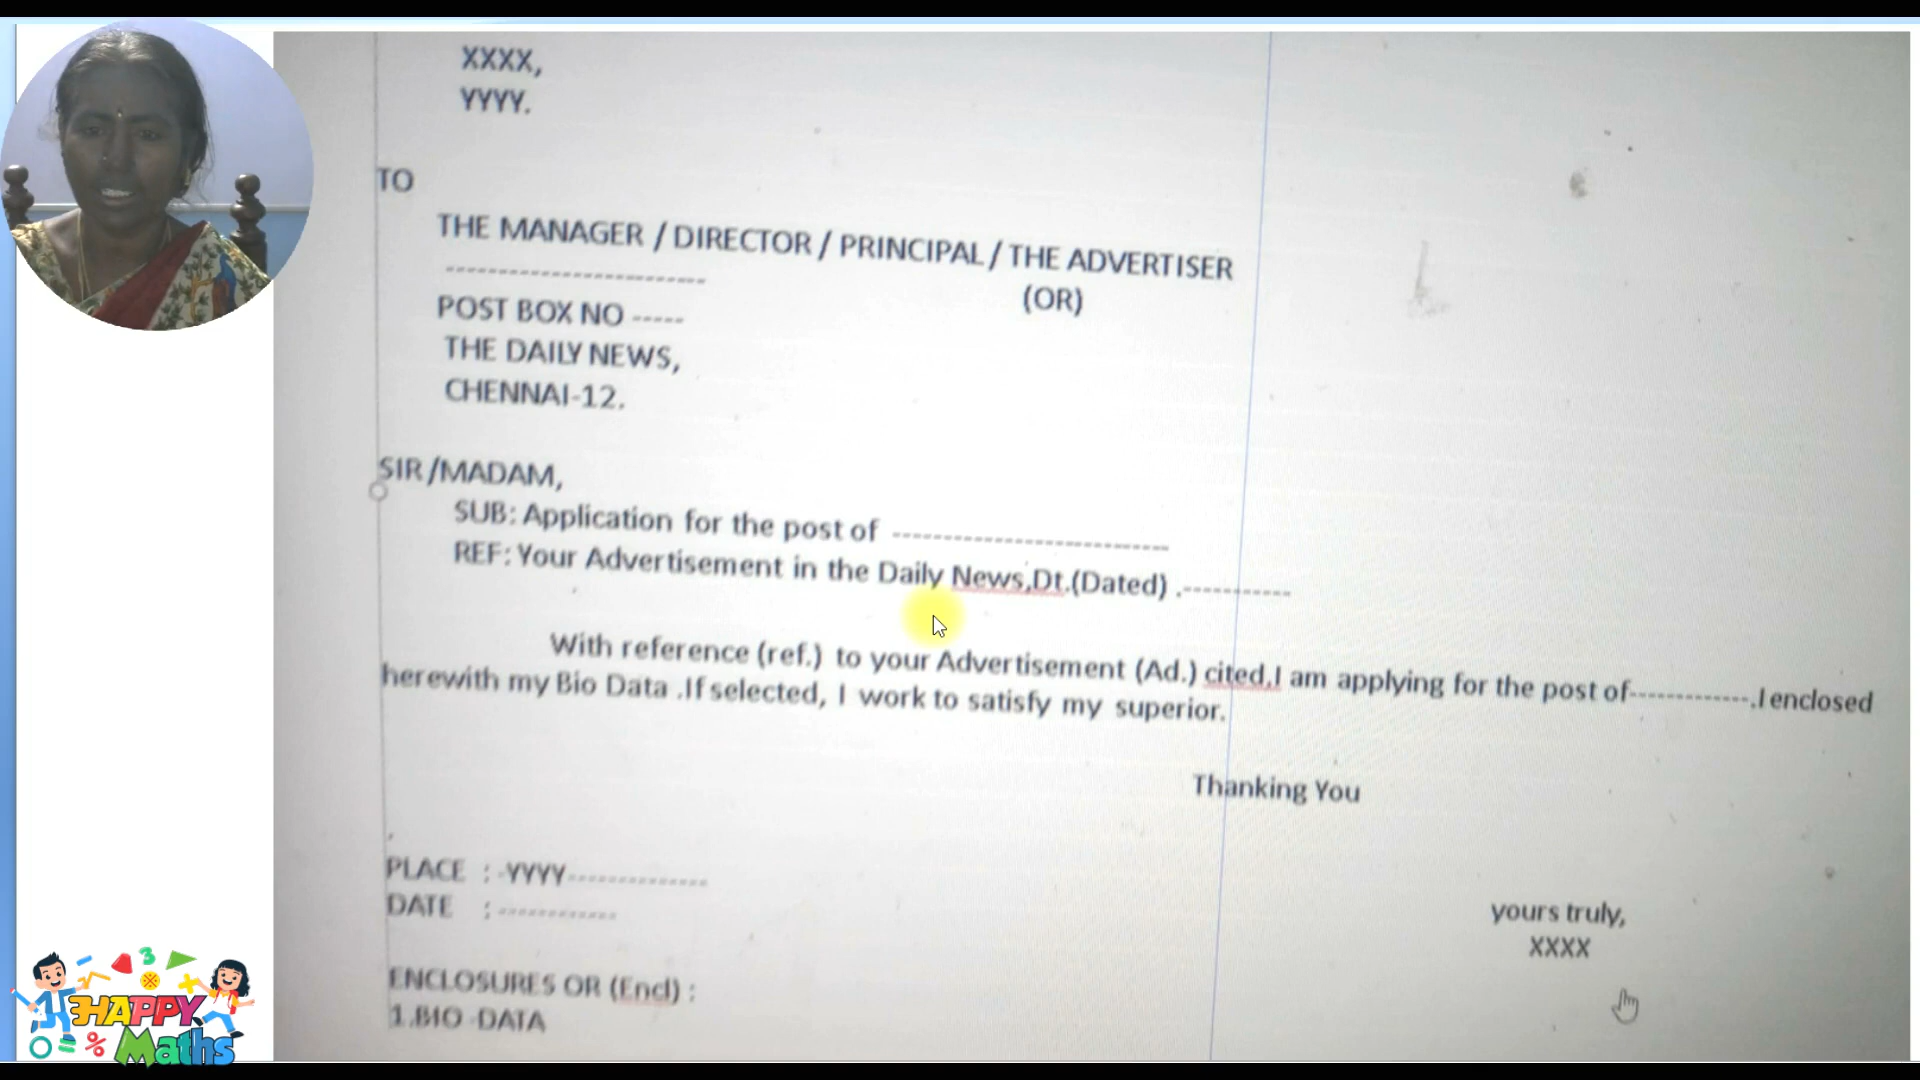 XXXX,
YYYY.
TO
THE MANAGER / DIRECTOR / PRINCIPAL / THE ADVERTISER
-------------------------
(OR)
POST BOX NO -----
THE DAILY NEWS,
CHENNAI-12.
SIR /MADAM,
SUB: Application for the post of ---------------------------
REF: Your Advertisement in the Daily News,Dt.(Dated) .-----------
With reference (ref.) to your Advertisement (Ad.) cited,I am applying for the post of------------.I enclosed
herewith my Bio Data .If selected, I work to satisfy my superior.
Thanking You
PLACE : -YYYY--------------
DATE : ------------
yours truly,
XXXX
ENCLOSURES OR (Encl) :
1.BIO -DATA
3
%
HAPPY
Maths